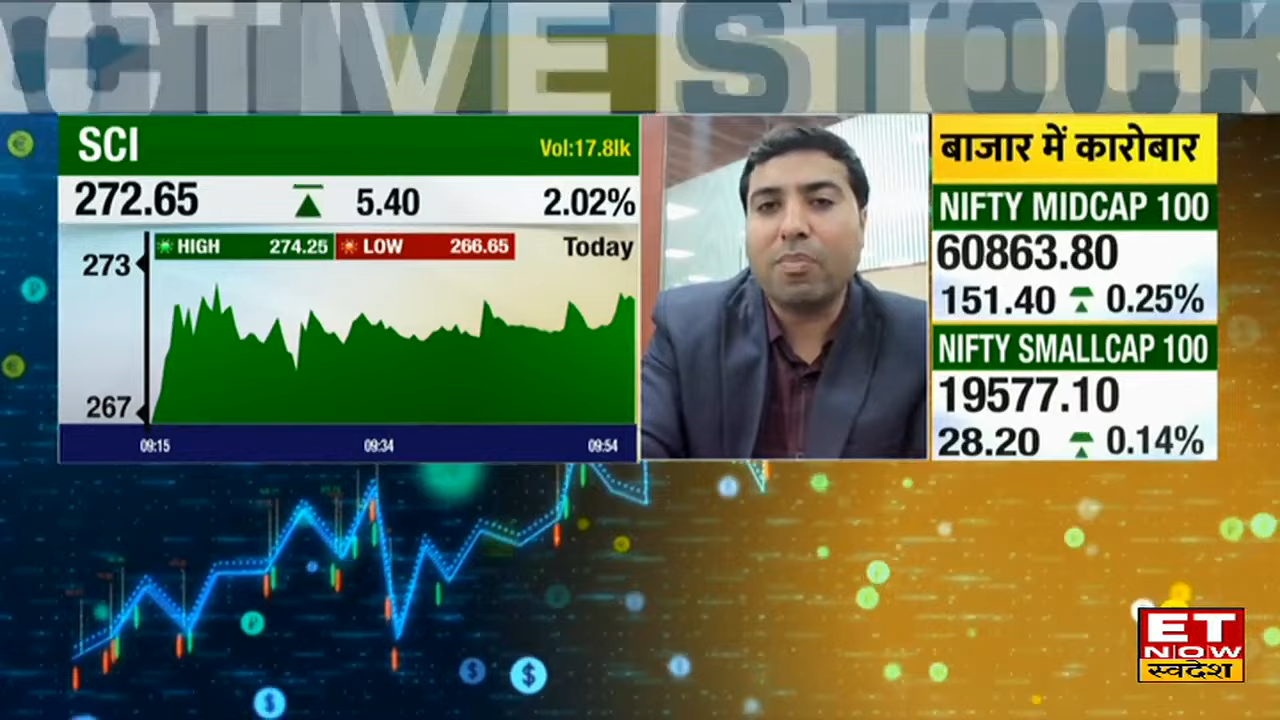 ACTIVE STOCK
SCI
Vol:17.8lk
272.65 5.40 2.02%
HIGH 274.25 LOW 266.65 Today
273
267
09:15 09:34 09:54
बाजार में कारोबार
NIFTY MIDCAP 100
60863.80
151.40 0.25%
NIFTY SMALLCAP 100
19577.10
28.20 0.14%
ET
NOW
स्वदेश